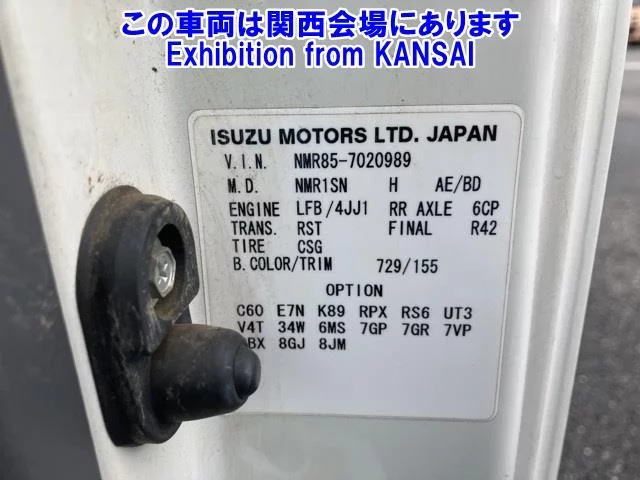 この車両は関西会場にあります
Exhibition from KANSAI
ISUZU MOTORS LTD. JAPAN
V.I.N. NMR85-7020989
M.D. NMR1SN H AE/BD
ENGINE LFB/4JJ1 RR AXLE 6CP
TRANS. RST FINAL R42
TIRE CSG
B.COLOR/TRIM 729/155
OPTION
C60 E7N K89 RPX RS6 UT3
V4T 34W 6MS 7GP 7GR 7VP
8GJ 8JM